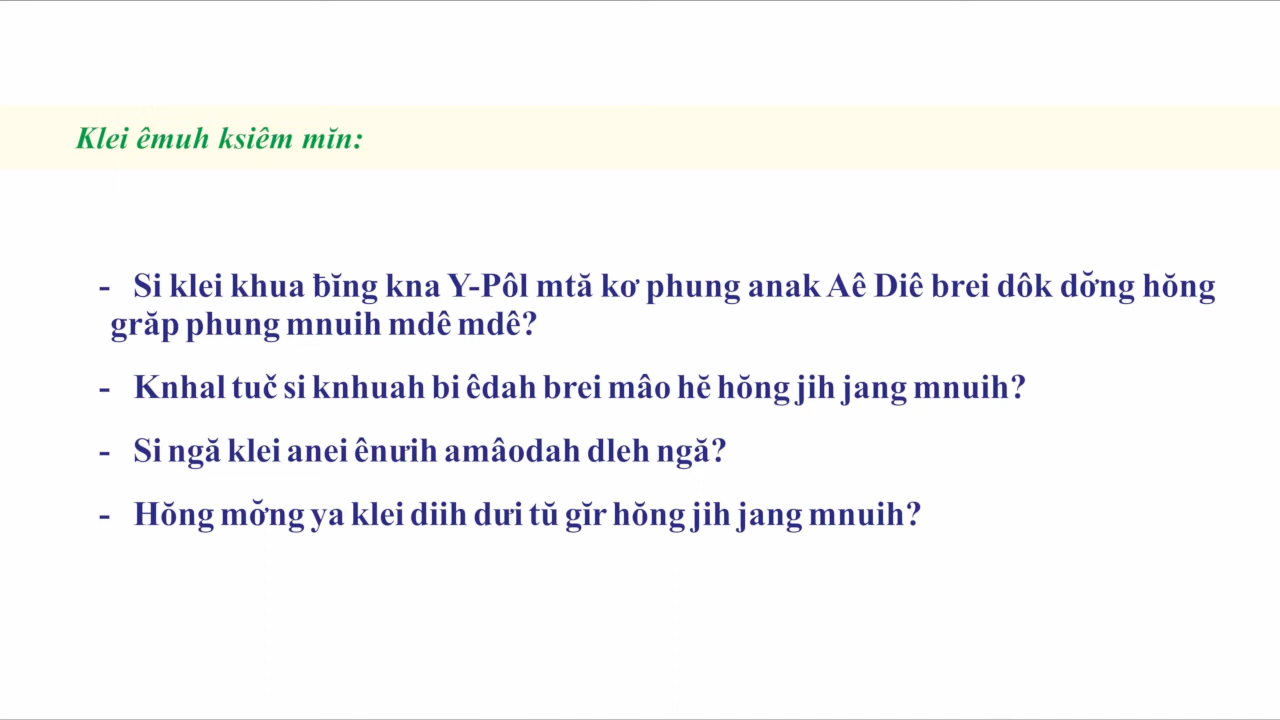 Klei êmuh ksiêm mĭn:
- Si klei khua ƀĭng kna Y-Pôl mtă kơ phung anak Aê Diê brei dôk dơ̆ng hŏng
grăp phung mnuih mdê mdê?
- Knhal tuč si knhuah bi êdah brei mâo hĕ hŏng jih jang mnuih?
- Si ngă klei anei ênưih amâodah dleh ngă?
- Hŏng mơ̆ng ya klei diih dưi tŭ gĭr hŏng jih jang mnuih?